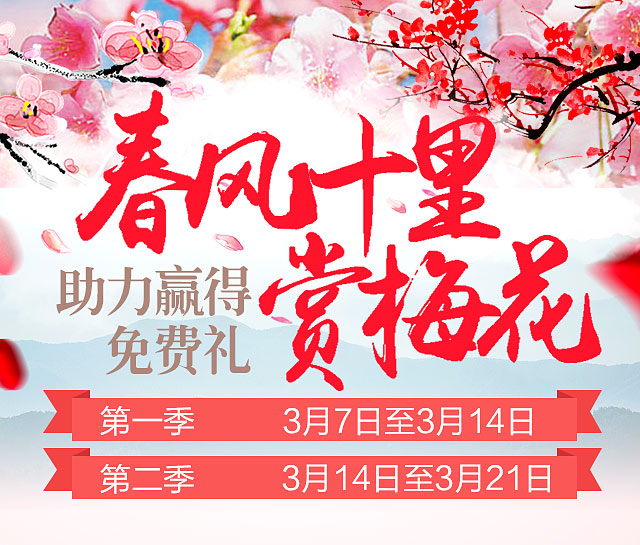 春风十里
赏梅花
助力赢得
免费礼
第一季 3月7日至3月14日
第二季 3月14日至3月21日